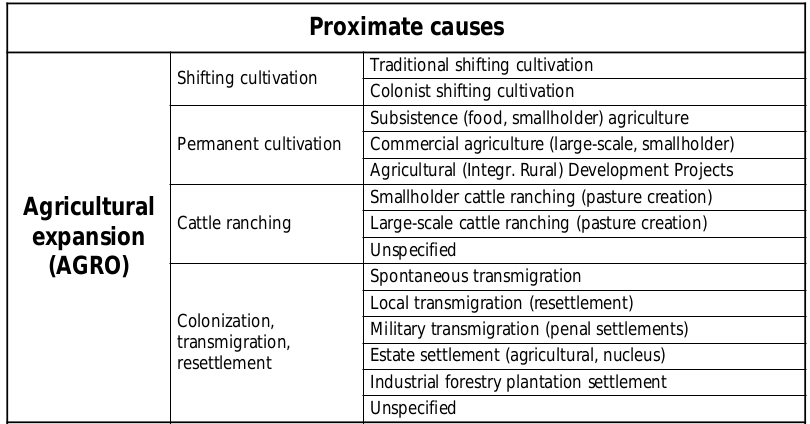 Proximate causes
Agricultural
expansion
(AGRO)
Shifting cultivation
Traditional shifting cultivation
Colonist shifting cultivation
Permanent cultivation
Subsistence (food, smallholder) agriculture
Commercial agriculture (large-scale, smallholder)
Agricultural (Integr. Rural) Development Projects
Cattle ranching
Smallholder cattle ranching (pasture creation)
Large-scale cattle ranching (pasture creation)
Unspecified
Colonization,
transmigration,
resettlement
Spontaneous transmigration
Local transmigration (resettlement)
Military transmigration (penal settlements)
Estate settlement (agricultural, nucleus)
Industrial forestry plantation settlement
Unspecified